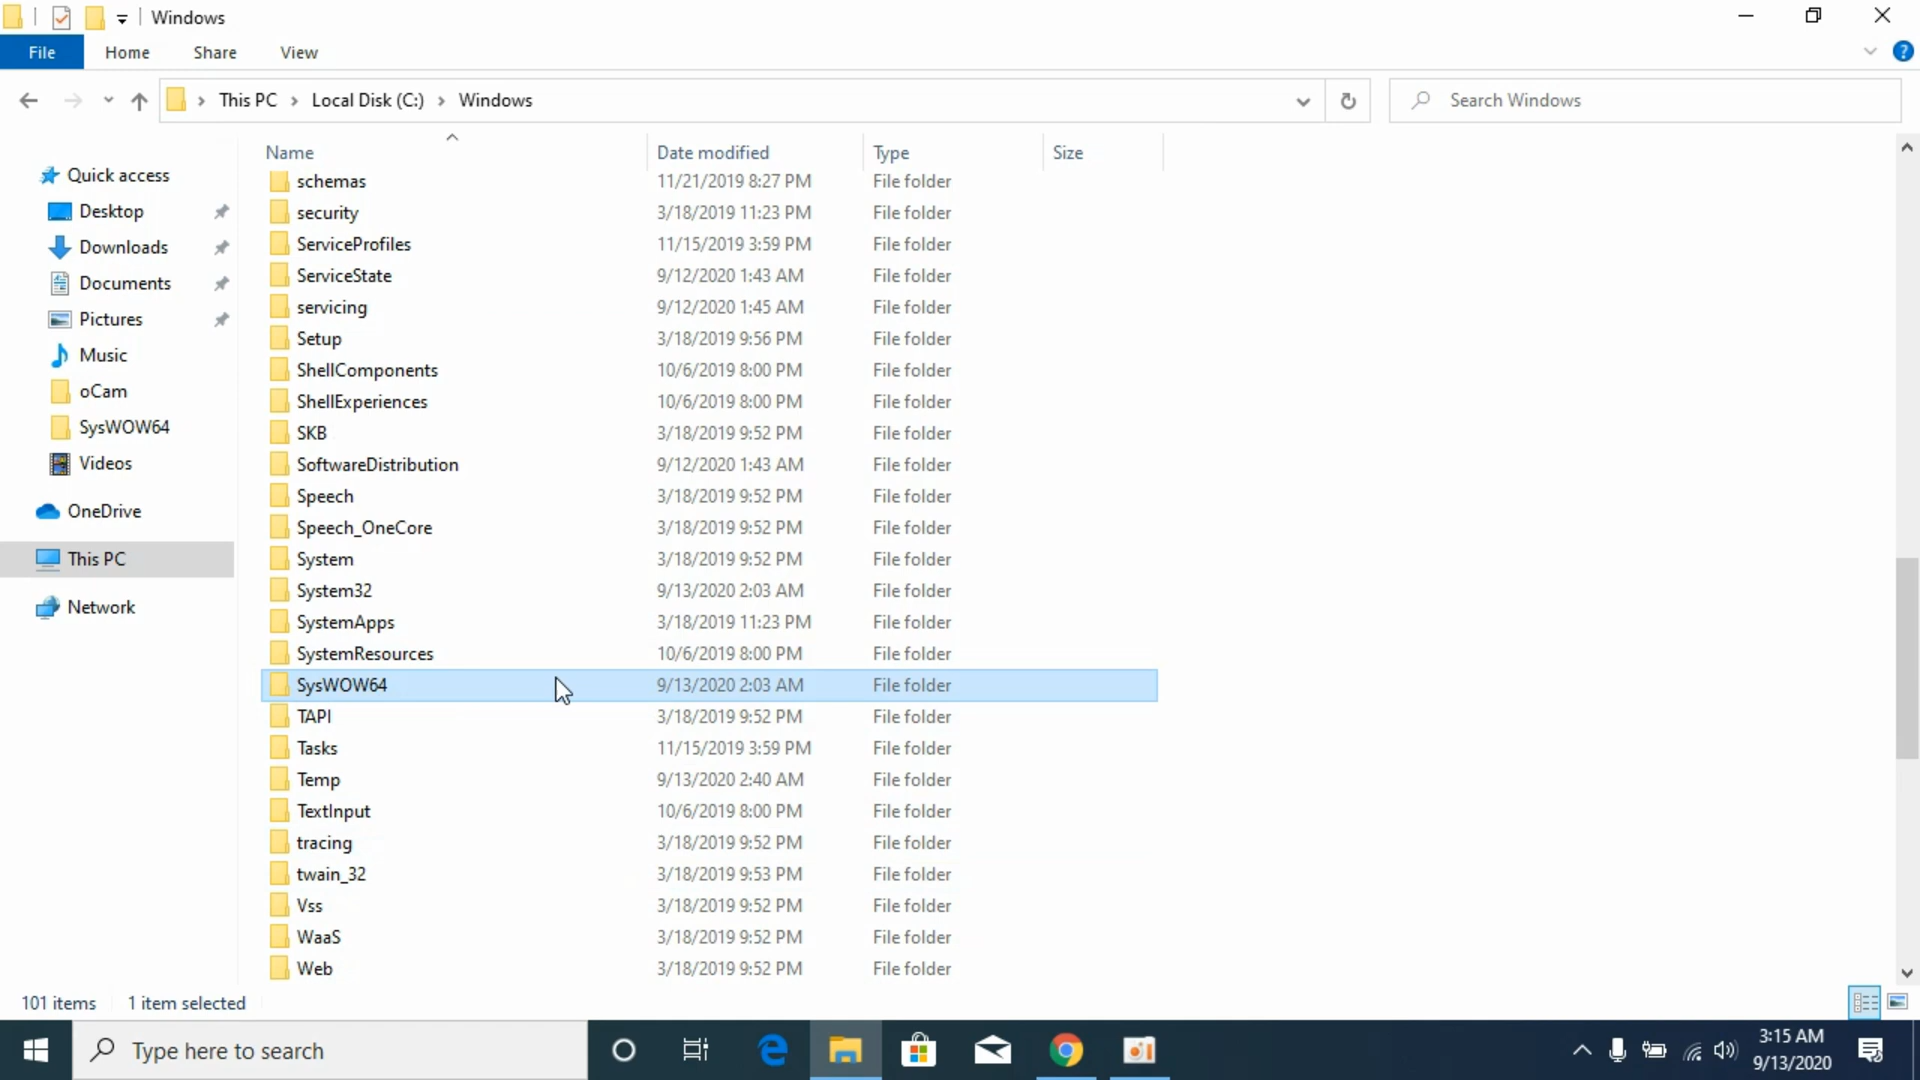 Windows
File Home Share View
This PC Local Disk (C:) Windows
Search Windows
Name Date modified Type Size
Quick access
Desktop
Downloads
Documents
Pictures
Music
oCam
SysWOW64
Videos
OneDrive
This PC
Network
schemas 11/21/2019 8:27 PM File folder
security 3/18/2019 11:23 PM File folder
ServiceProfiles 11/15/2019 3:59 PM File folder
ServiceState 9/12/2020 1:43 AM File folder
servicing 9/12/2020 1:45 AM File folder
Setup 3/18/2019 9:56 PM File folder
ShellComponents 10/6/2019 8:00 PM File folder
ShellExperiences 10/6/2019 8:00 PM File folder
SKB 3/18/2019 9:52 PM File folder
SoftwareDistribution 9/12/2020 1:43 AM File folder
Speech 3/18/2019 9:52 PM File folder
Speech_OneCore 3/18/2019 9:52 PM File folder
System 3/18/2019 9:52 PM File folder
System32 9/13/2020 2:03 AM File folder
SystemApps 3/18/2019 11:23 PM File folder
SystemResources 10/6/2019 8:00 PM File folder
SysWOW64 9/13/2020 2:03 AM File folder
TAPI 3/18/2019 9:52 PM File folder
Tasks 11/15/2019 3:59 PM File folder
Temp 9/13/2020 2:40 AM File folder
TextInput 10/6/2019 8:00 PM File folder
tracing 3/18/2019 9:52 PM File folder
twain_32 3/18/2019 9:53 PM File folder
Vss 3/18/2019 9:52 PM File folder
WaaS 3/18/2019 9:52 PM File folder
Web 3/18/2019 9:52 PM File folder
101 items 1 item selected
Type here to search
3:15 AM
9/13/2020